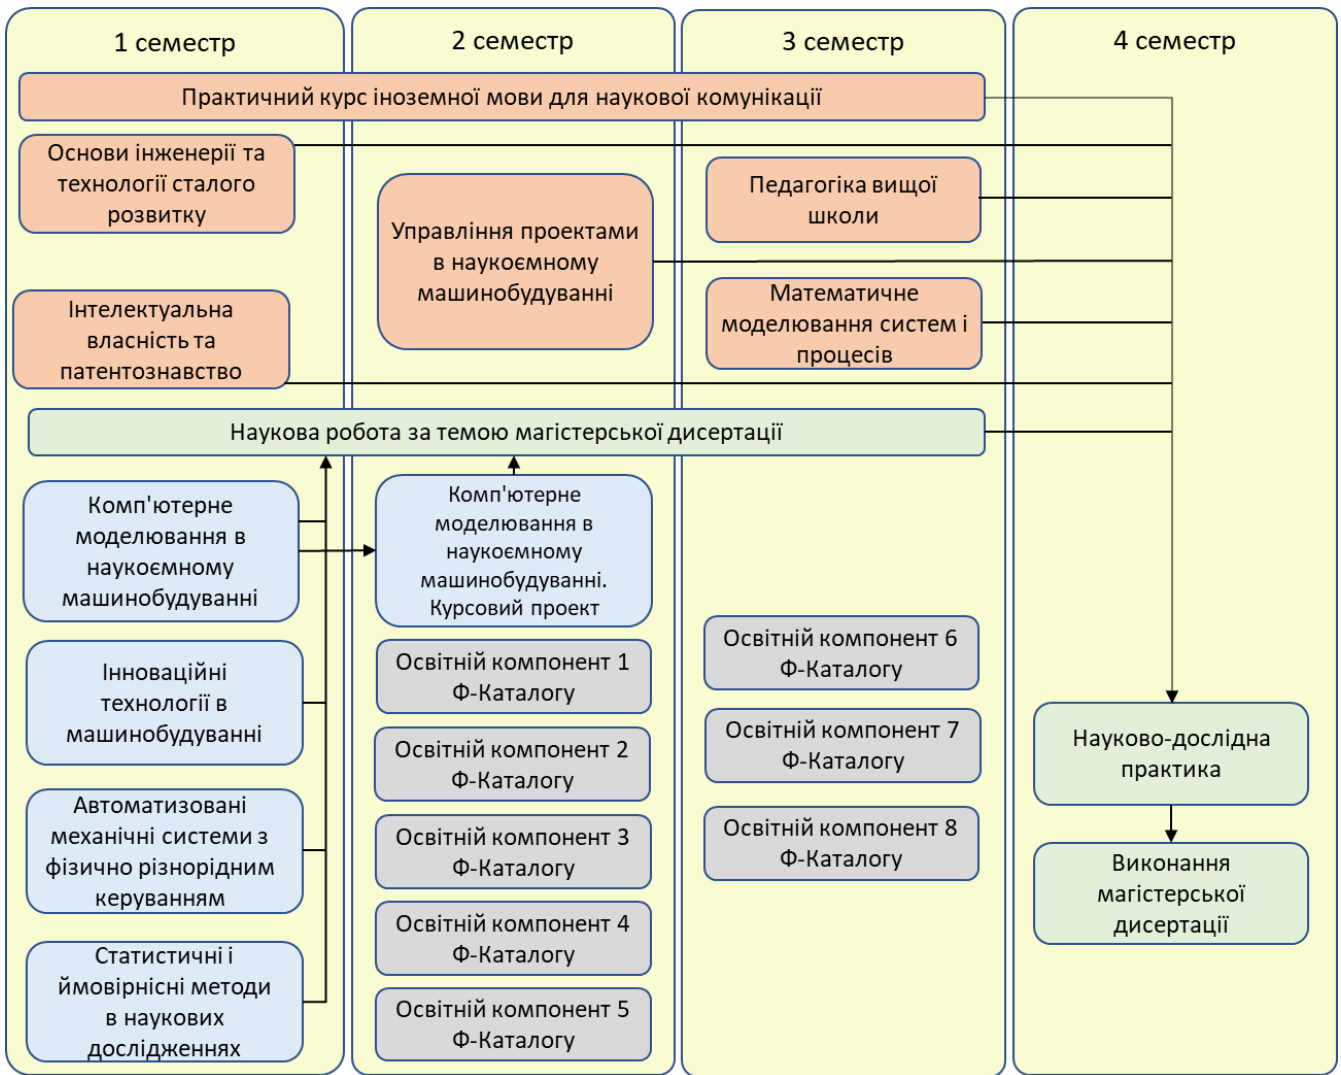 1 семестр
2 семестр
3 семестр
4 семестр
Практичний курс іноземної мови для наукової комунікації
Основи інженерії та
технології сталого
розвитку
Інтелектуальна
власність та
патентознавство
Управління проектами
в наукоємному
машинобудуванні
Педагогіка вищої
школи
Математичне
моделювання систем і
процесів
Наукова робота за темою магістерської дисертації
Комп'ютерне
моделювання в
наукоємному
машинобудуванні
Інноваційні
технології в
машинобудуванні
Автоматизовані
механічні системи з
фізично різнорідним
керуванням
Статистичні і
ймовірнісні методи
в наукових
дослідженнях
Комп'ютерне
моделювання в
наукоємному
машинобудуванні.
Курсовий проект
Освітній компонент 1
Ф-Каталогу
Освітній компонент 2
Ф-Каталогу
Освітній компонент 3
Ф-Каталогу
Освітній компонент 4
Ф-Каталогу
Освітній компонент 5
Ф-Каталогу
Освітній компонент 6
Ф-Каталогу
Освітній компонент 7
Ф-Каталогу
Освітній компонент 8
Ф-Каталогу
Науково-дослідна
практика
Виконання
магістерської
дисертації